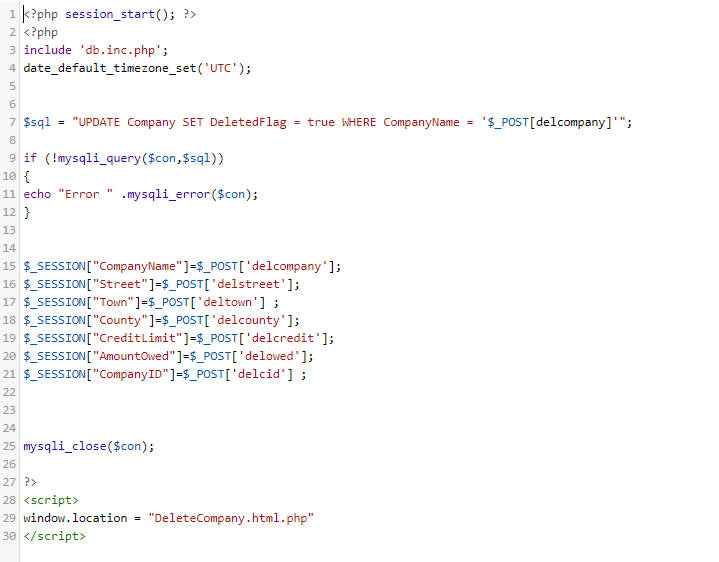 1 <?php session_start(); ?>
2 <?php
3 include 'db.inc.php';
4 date_default_timezone_set('UTC');
5
6
7 $sql = "UPDATE Company SET DeletedFlag = true WHERE CompanyName = '$_POST[delcompany]'";
8
9 if (!mysqli_query($con,$sql))
10 {
11 echo "Error " .mysqli_error($con);
12 }
13
14
15 $_SESSION["CompanyName"]=$_POST['delcompany'];
16 $_SESSION["Street"]=$_POST['delstreet'];
17 $_SESSION["Town"]=$_POST['deltown'] ;
18 $_SESSION["County"]=$_POST['delcounty'];
19 $_SESSION["CreditLimit"]=$_POST['delcredit'];
20 $_SESSION["AmountOwed"]=$_POST['delowed'];
21 $_SESSION["CompanyID"]=$_POST['delcid'] ;
22
23
24
25 mysqli_close($con);
26
27 ?>
28 <script>
29 window.location = "DeleteCompany.html.php"
30 </script>